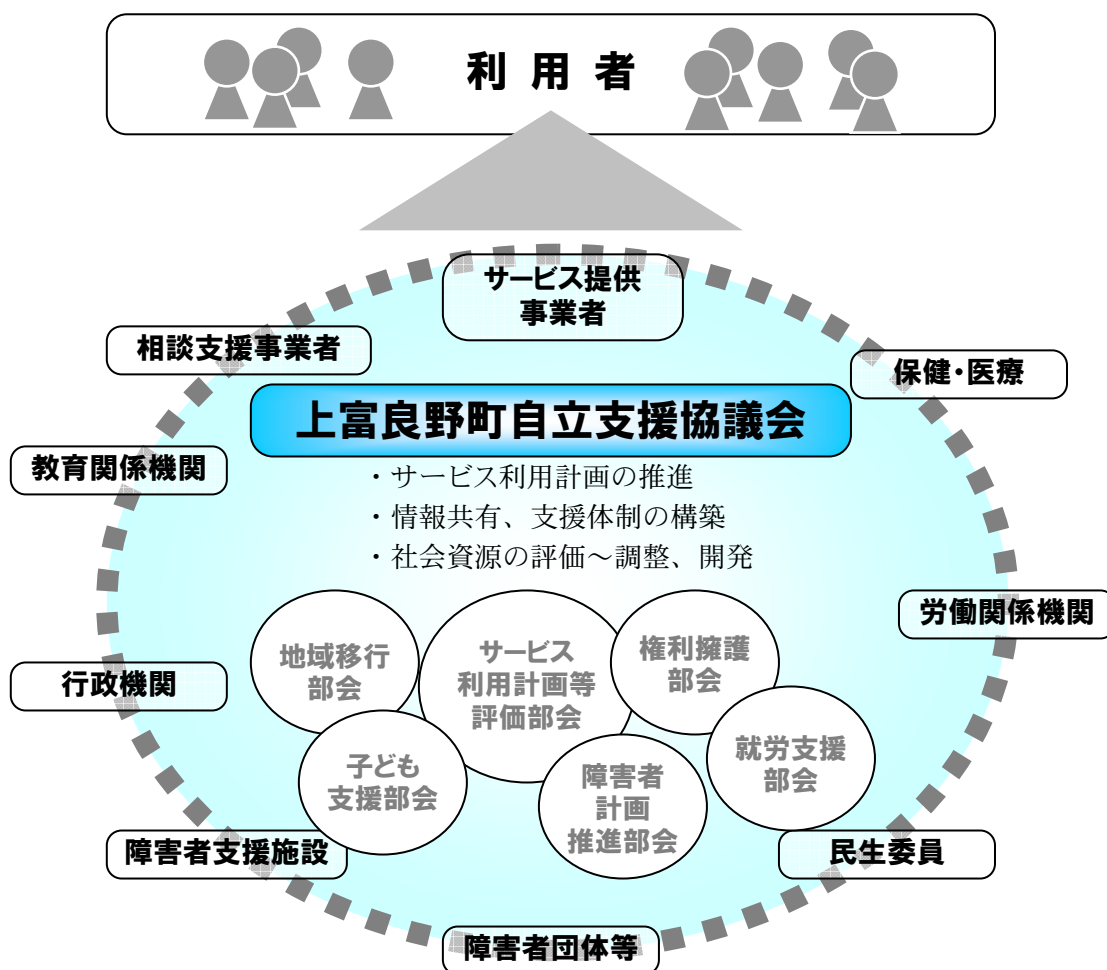 利用者
サービス提供
事業者
相談支援事業者
保健・医療
上富良野町自立支援協議会
教育関係機関
・サービス利用計画の推進
・情報共有、支援体制の構築
・社会資源の評価～調整、開発
労働関係機関
行政機関
地域移行
部会
サービス
利用計画等
評価部会
権利擁護
部会
子ども
支援部会
障害者
計画
推進部会
就労支援
部会
障害者支援施設
民生委員
障害者団体等